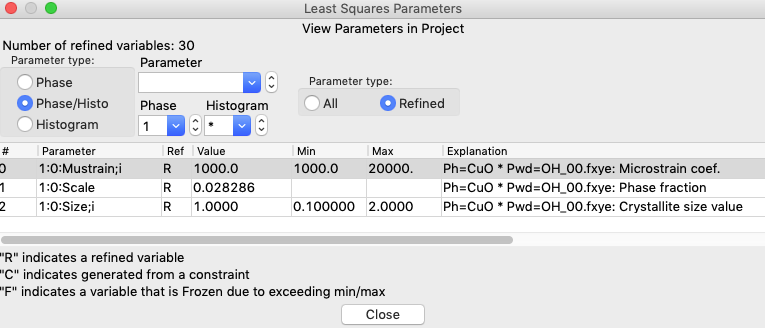 Least Squares Parameters
View Parameters in Project
Number of refined variables: 30
Parameter type:
Phase
Phase/Histo
Histogram
Parameter
Phase Histogram
1 *
Parameter type:
All Refined
# Parameter Ref Value Min Max Explanation
0 1:0:Mustrain;i R 1000.0 1000.0 20000. Ph=CuO * Pwd=OH_00.fxye: Microstrain coef.
1 1:0:Scale R 0.028286 Ph=CuO * Pwd=OH_00.fxye: Phase fraction
2 1:0:Size;i R 1.0000 0.100000 2.0000 Ph=CuO * Pwd=OH_00.fxye: Crystallite size value
"R" indicates a refined variable
"C" indicates generated from a constraint
"F" indicates a variable that is Frozen due to exceeding min/max
Close